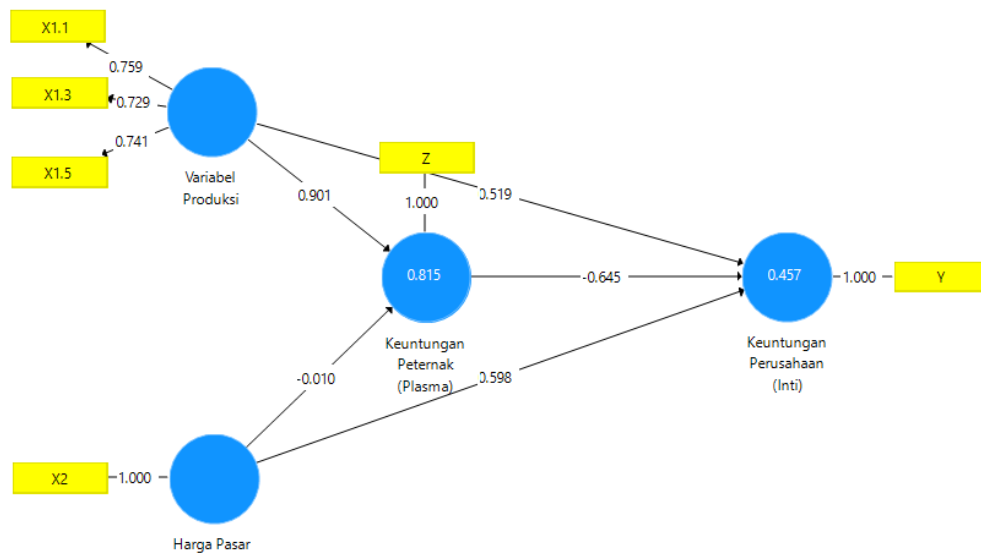 X1.1
0.759
X1.3
0.729
0.741
X1.5
Variabel
Produksi
Z
0.901
1.000
0.519
0.815
-0.645
0.457
1.000
Y
Keuntungan
Peternak
(Plasma)
Keuntungan
Perusahaan
(Inti)
-0.010
0.598
X2
1.000
Harga Pasar